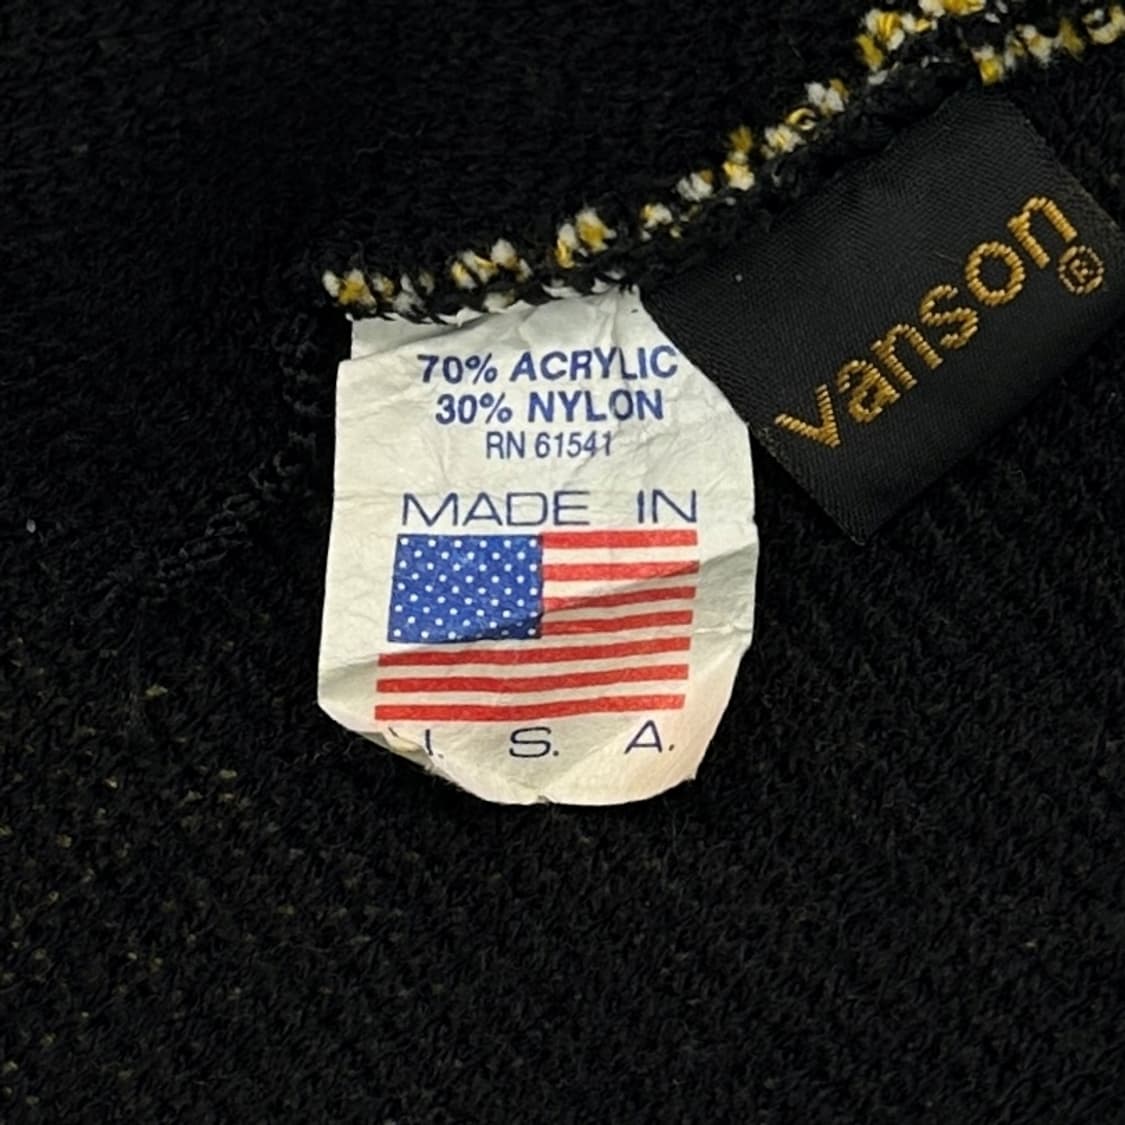 70% ACRYLIC
30% NYLON
RN 61541
MADE IN
U. S. A.
vanson®